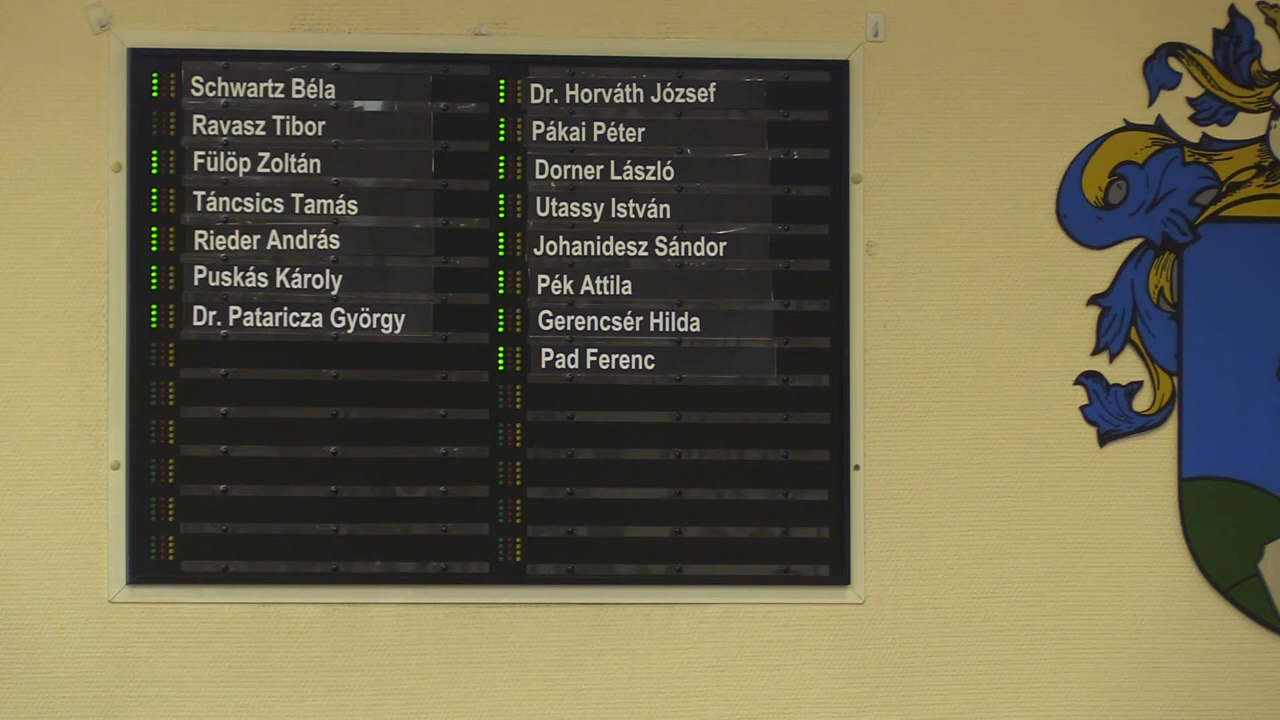 Schwartz Béla
Ravasz Tibor
Fülöp Zoltán
Táncsics Tamás
Rieder András
Puskás Károly
Dr. Pataricza György
Dr. Horváth József
Pákai Péter
Dorner László
Utassy István
Johanidesz Sándor
Pék Attila
Gerencsér Hilda
Pad Ferenc